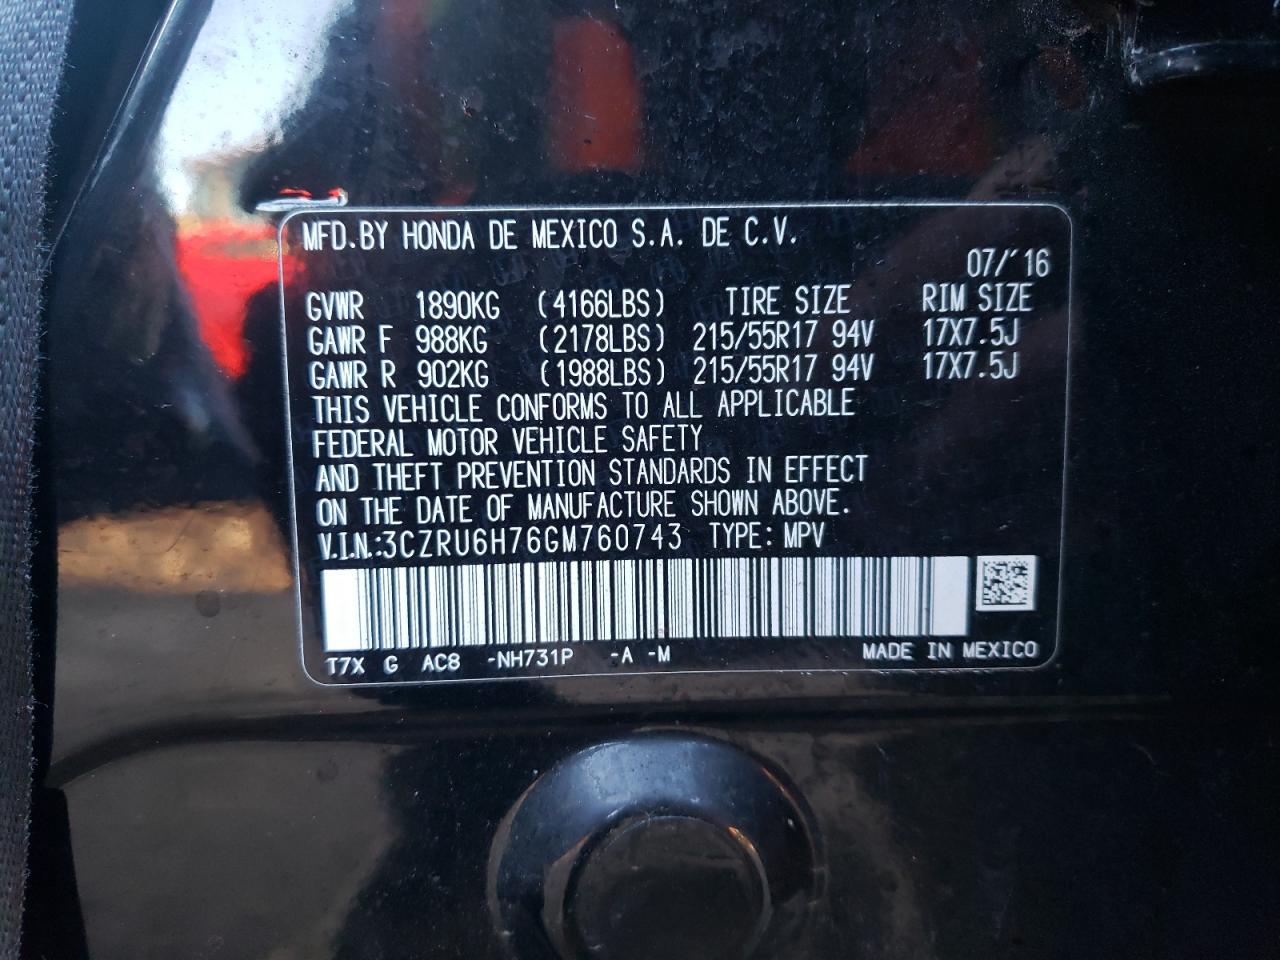 MFD.BY HONDA DE MEXICO S.A. DE C.V.
07/'16
GVWR 1890KG (4166LBS) TIRE SIZE RIM SIZE
GAWR F 988KG (2178LBS) 215/55R17 94V 17X7.5J
GAWR R 902KG (1988LBS) 215/55R17 94V 17X7.5J
THIS VEHICLE CONFORMS TO ALL APPLICABLE
FEDERAL MOTOR VEHICLE SAFETY
AND THEFT PREVENTION STANDARDS IN EFFECT
ON THE DATE OF MANUFACTURE SHOWN ABOVE.
V.I.N.:3CZRU6H76GM760743 TYPE: MPV
T7X G AC8 -NH731P -A -M MADE IN MEXICO